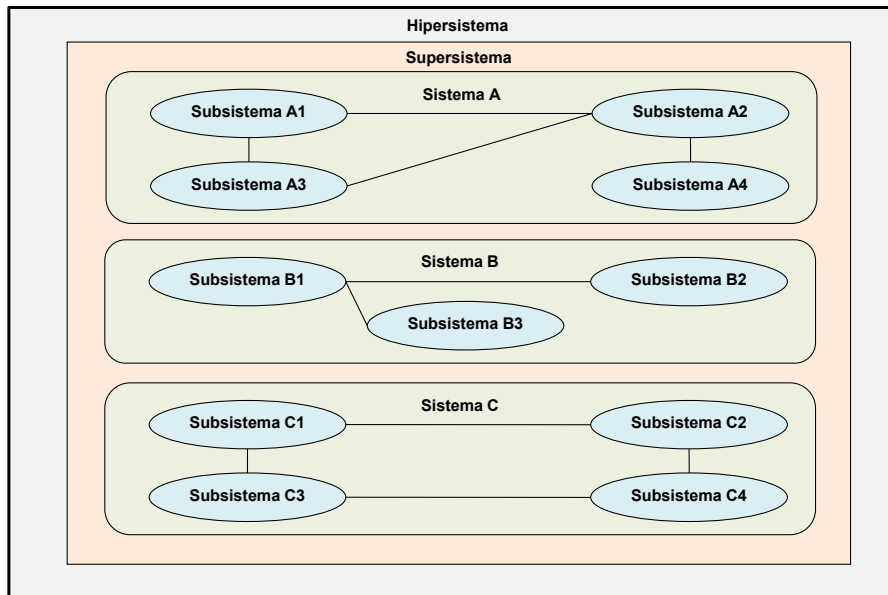 Hipersistema
Supersistema
Sistema A
Subsistema A1
Subsistema A2
Subsistema A3
Subsistema A4
Sistema B
Subsistema B1
Subsistema B2
Subsistema B3
Sistema C
Subsistema C1
Subsistema C2
Subsistema C3
Subsistema C4